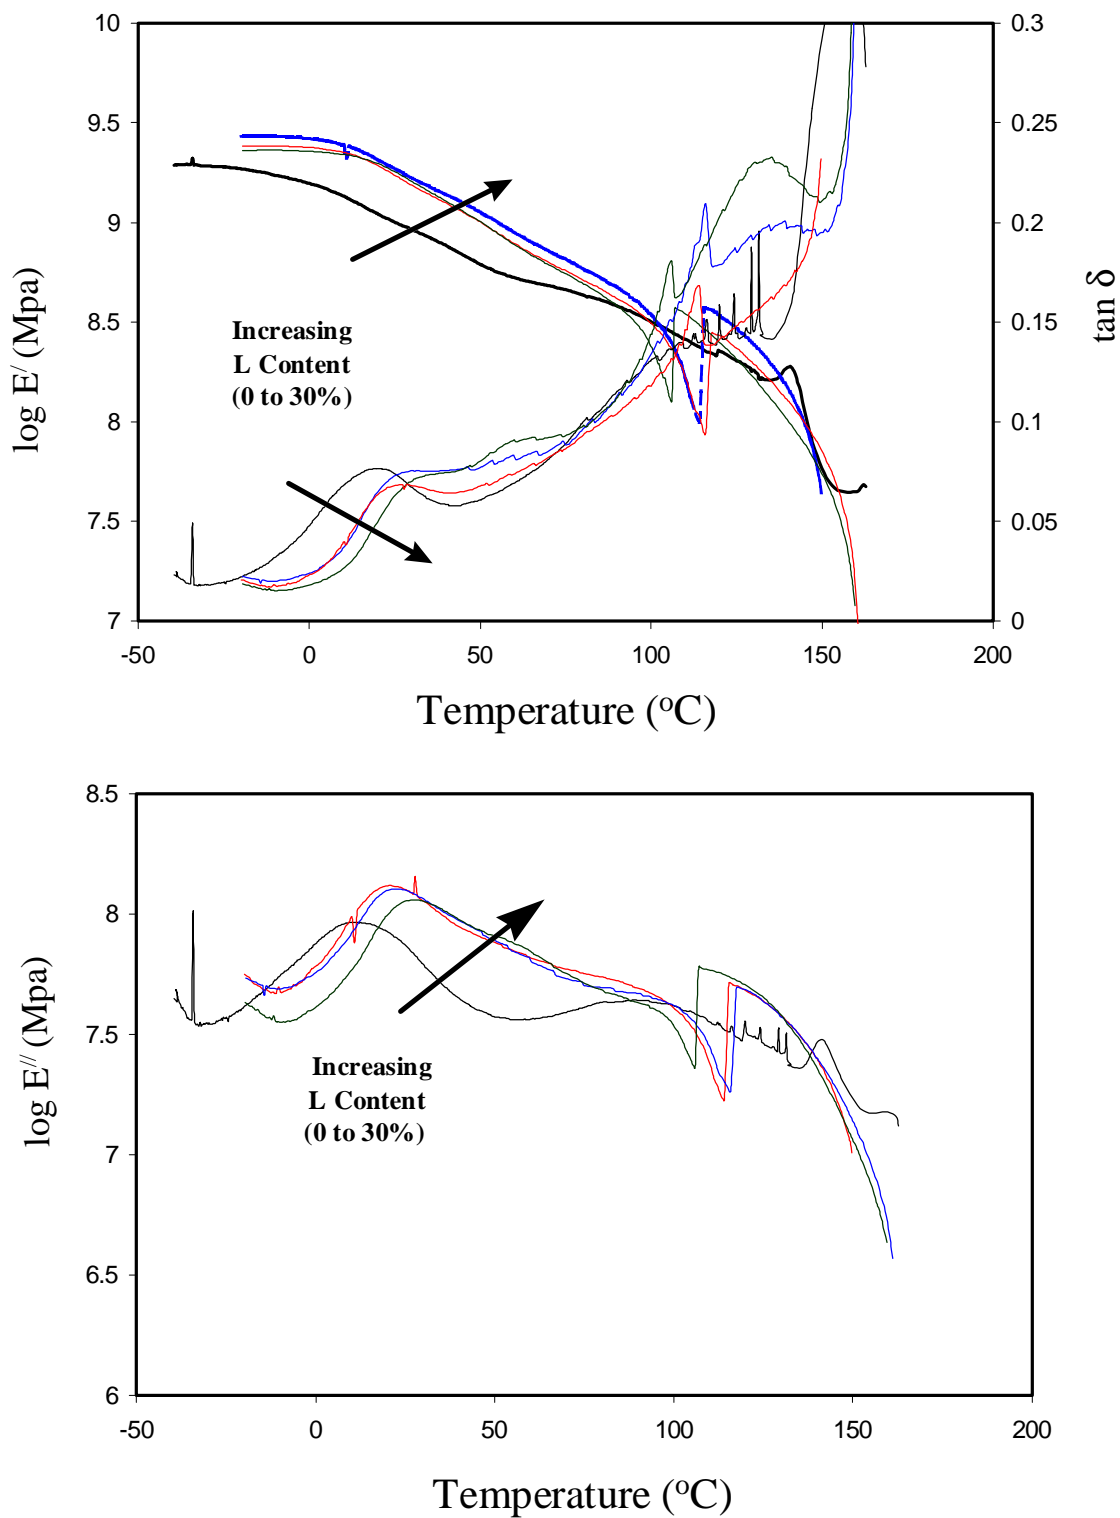 10
9.5
9
8.5
8
7.5
7
0.3
0.25
0.2
0.15
0.1
0.05
0
log E/ (Mpa)
tan δ
Increasing
L Content
(0 to 30%)
-50
0
50
100
150
200
Temperature (oC)
8.5
8
7.5
7
6.5
6
log E// (Mpa)
Increasing
L Content
(0 to 30%)
-50
0
50
100
150
200
Temperature (oC)